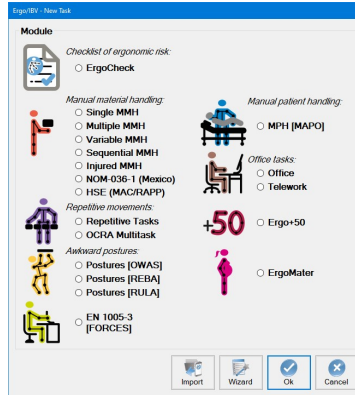 Ergo/IBV - New Task
Module
Checklist of ergonomic risk:
ErgoCheck
Manual material handling:
Single MMH
Multiple MMH
Variable MMH
Sequential MMH
Injured MMH
NOM-036-1 (Mexico)
HSE (MAC/RAPP)
Repetitive movements:
Repetitive Tasks
OCRA Multitask
Awkward postures:
Postures [OWAS]
Postures [REBA]
Postures [RULA]
EN 1005-3
[FORCES]
Manual patient handling:
MPH [MAPO]
Office tasks:
Office
Telework
+50
Ergo+50
ErgoMater
Import
Wizard
Ok
Cancel